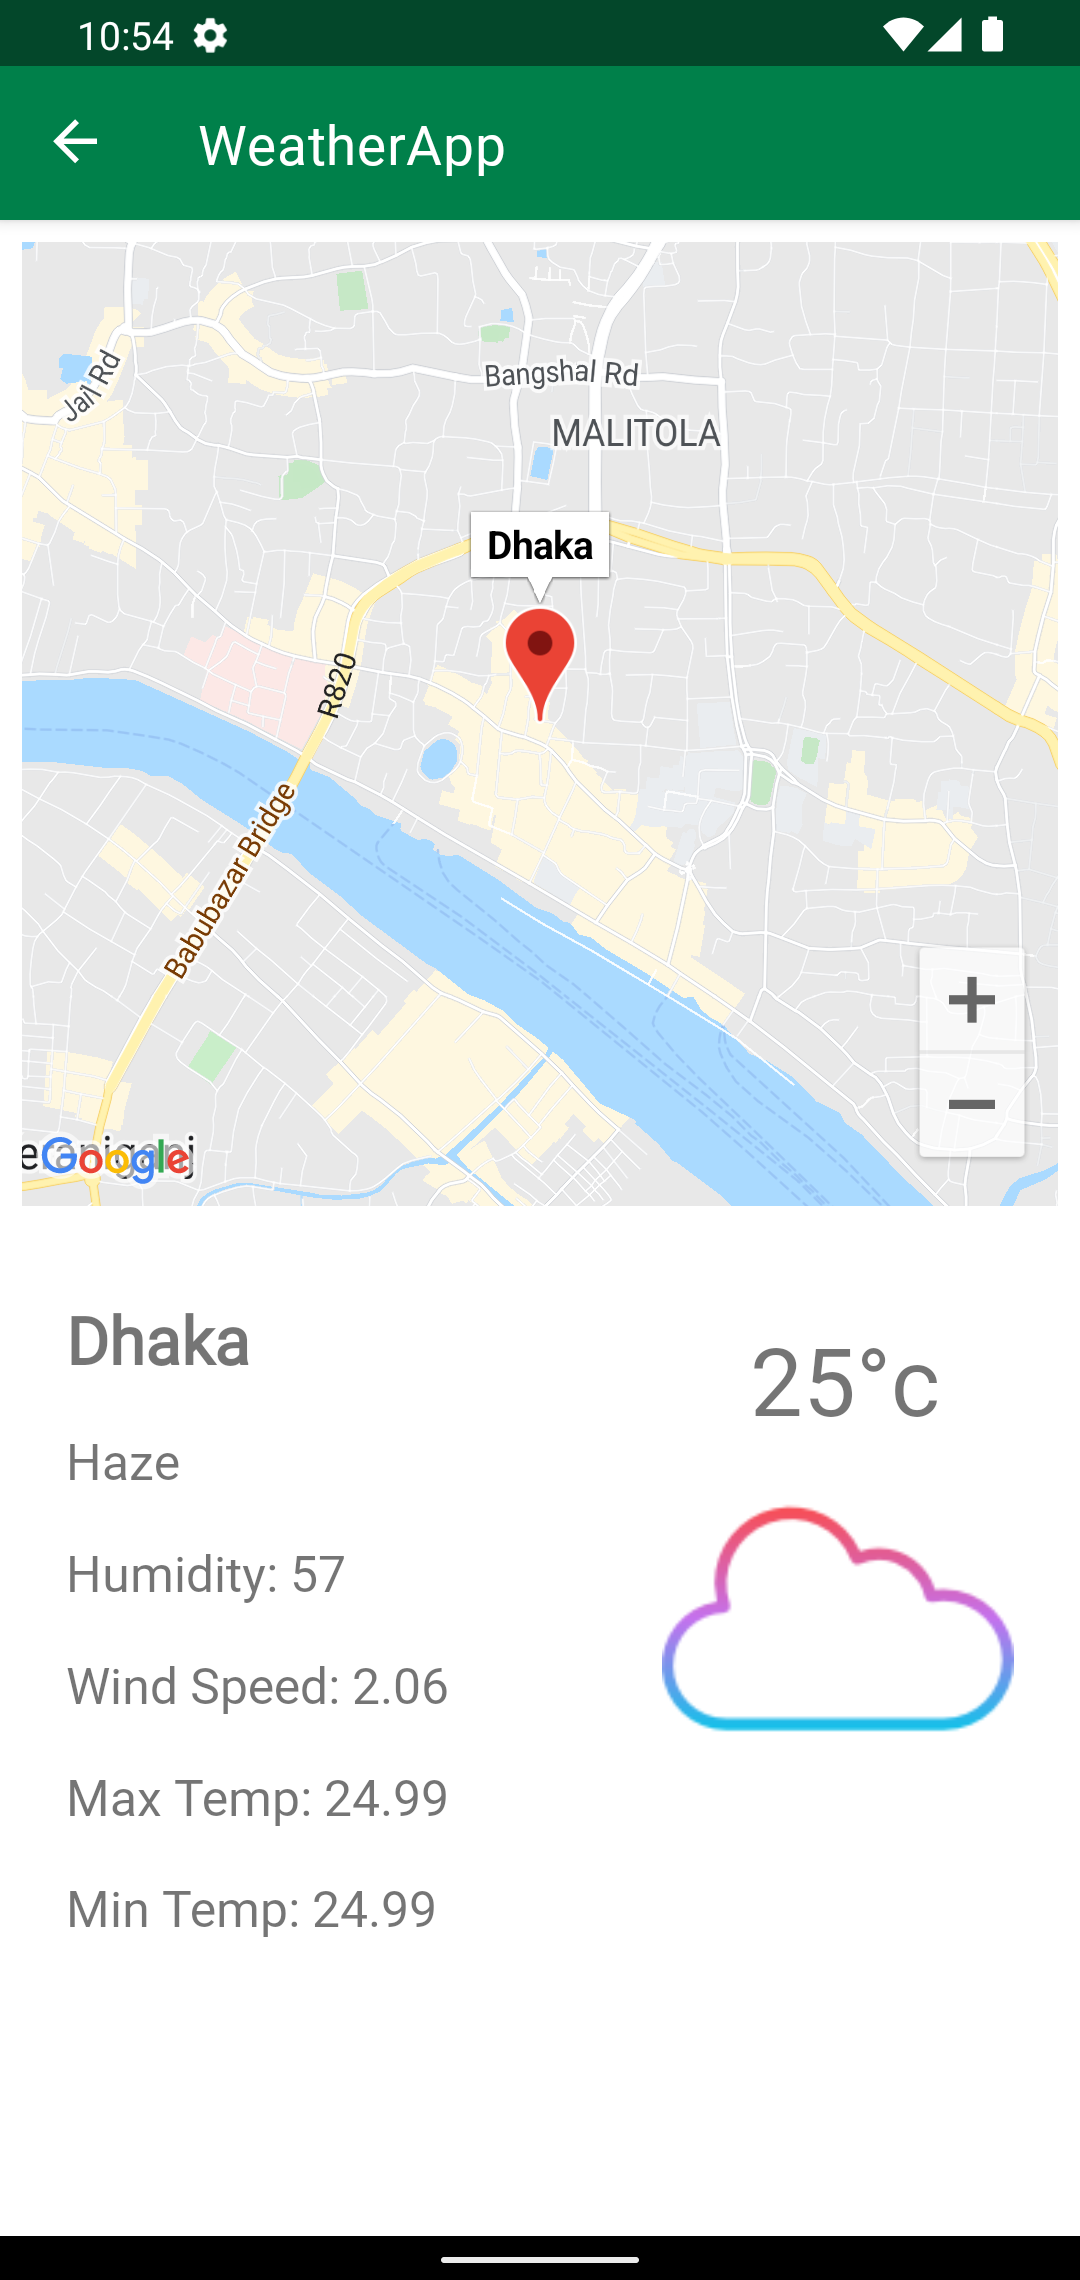 10:54
WeatherApp
Jail Rd
Bangshal Rd
MALITOLA
Dhaka
R820
Babubazar Bridge
Google
Dhaka
25°c
Haze
Humidity: 57
Wind Speed: 2.06
Max Temp: 24.99
Min Temp: 24.99